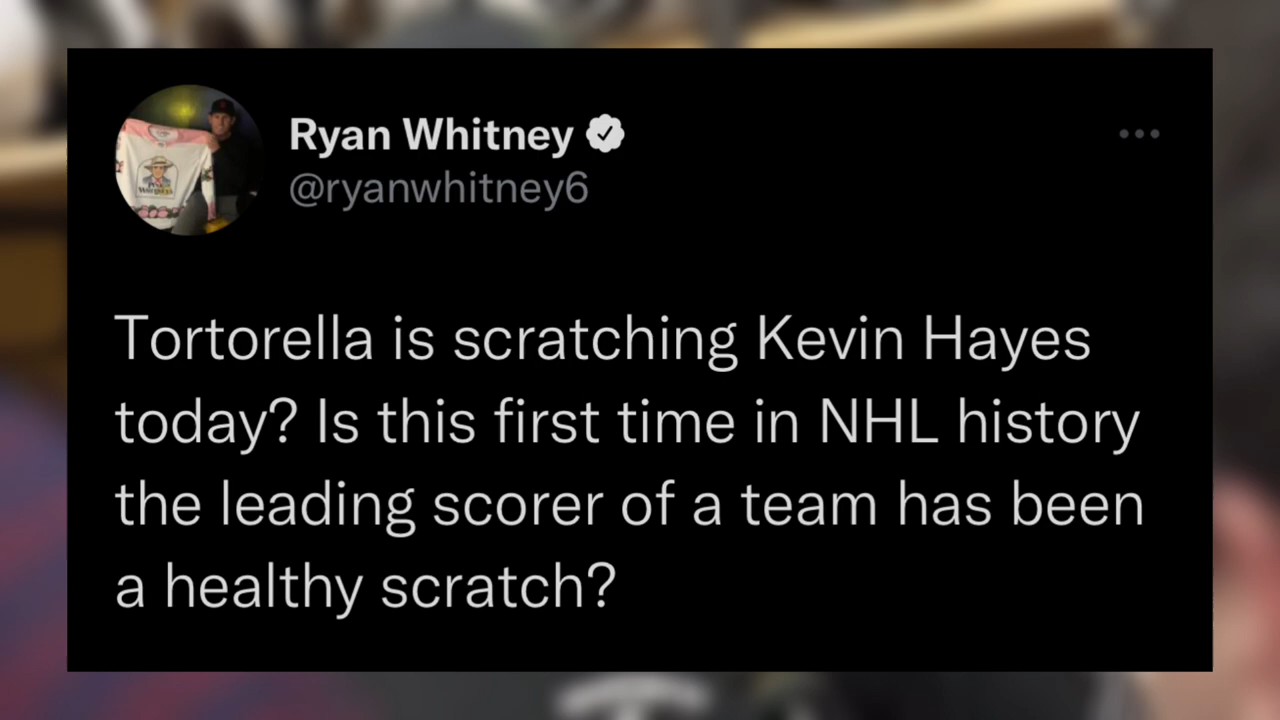 Ryan Whitney
@ryanwhitney6
Tortorella is scratching Kevin Hayes
today? Is this first time in NHL history
the leading scorer of a team has been
a healthy scratch?